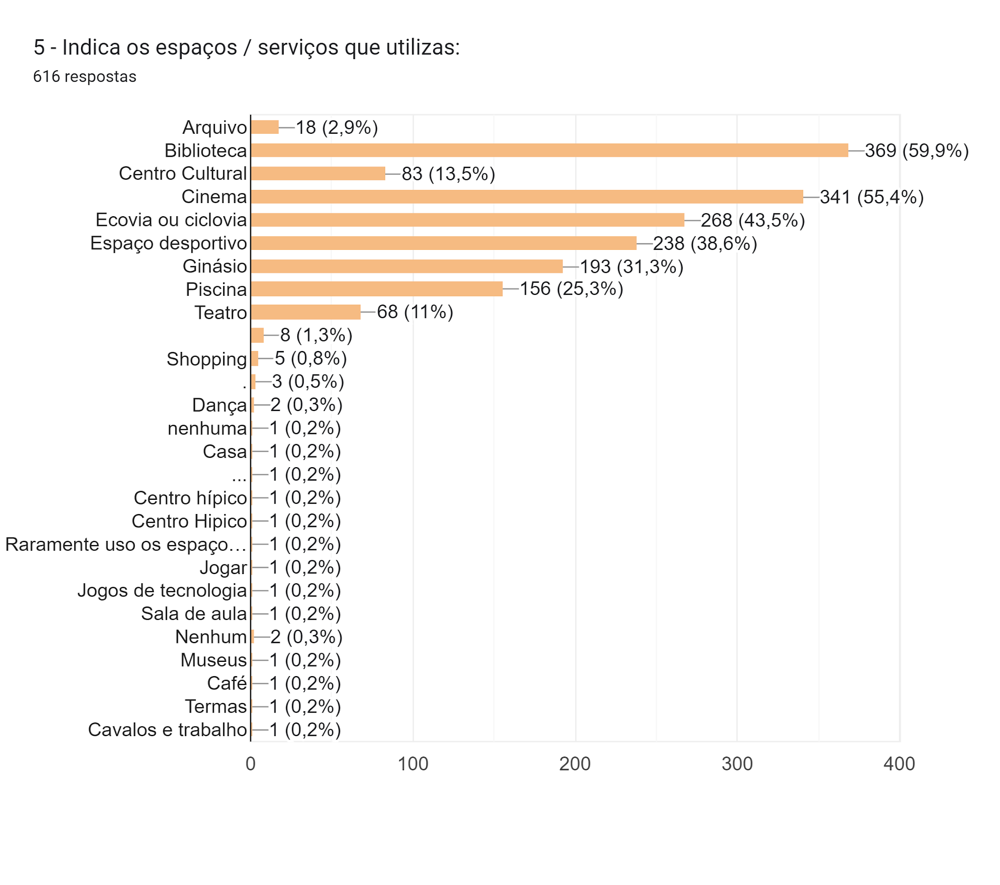 5 - Indica os espaços / serviços que utilizas:
616 respostas
Arquivo 18 (2,9%)
Biblioteca 369 (59,9%)
Centro Cultural 83 (13,5%)
Cinema 341 (55,4%)
Ecovia ou ciclovia 268 (43,5%)
Espaço desportivo 238 (38,6%)
Ginásio 193 (31,3%)
Piscina 156 (25,3%)
Teatro 68 (11%)
8 (1,3%)
Shopping 5 (0,8%)
. 3 (0,5%)
Dança 2 (0,3%)
nenhuma 1 (0,2%)
Casa 1 (0,2%)
... 1 (0,2%)
Centro hípico 1 (0,2%)
Centro Hipico 1 (0,2%)
Raramente uso os espaço… 1 (0,2%)
Jogar 1 (0,2%)
Jogos de tecnologia 1 (0,2%)
Sala de aula 1 (0,2%)
Nenhum 2 (0,3%)
Museus 1 (0,2%)
Café 1 (0,2%)
Termas 1 (0,2%)
Cavalos e trabalho 1 (0,2%)
0 100 200 300 400